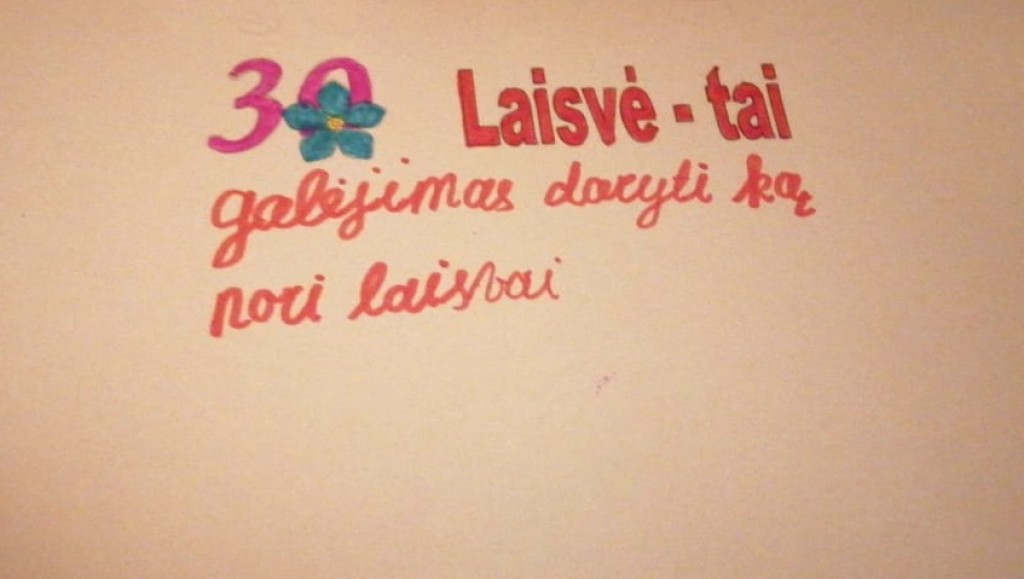 30 Laisvė - tai
galėjimas daryti ką
nori laisvai